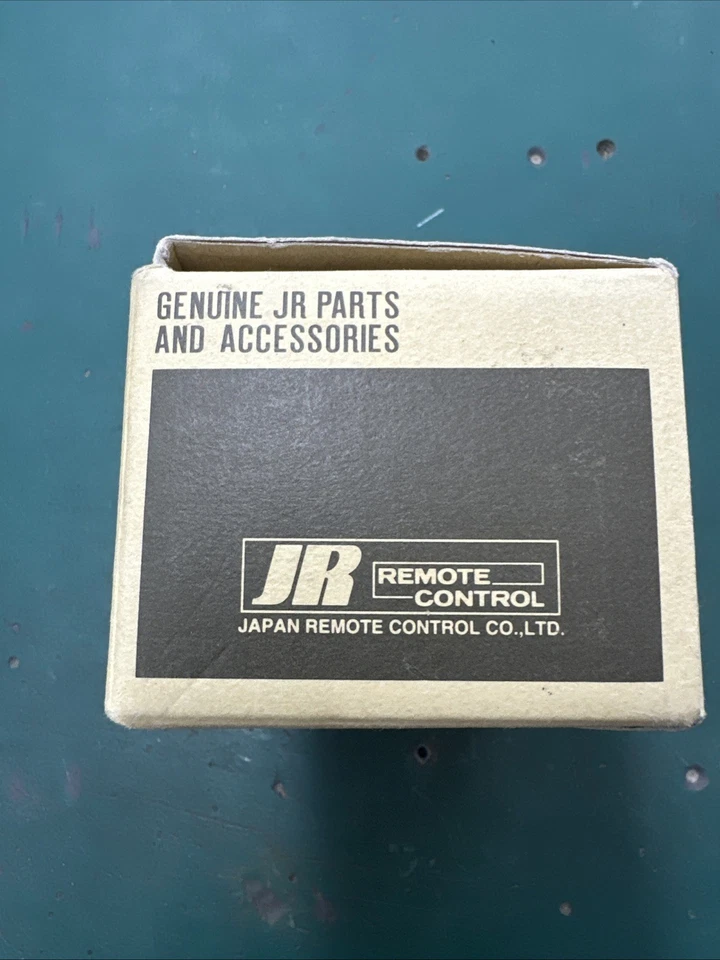 GENUINE JR PARTS
AND ACCESSORIES
JR REMOTE
CONTROL
JAPAN REMOTE CONTROL CO.,LTD.